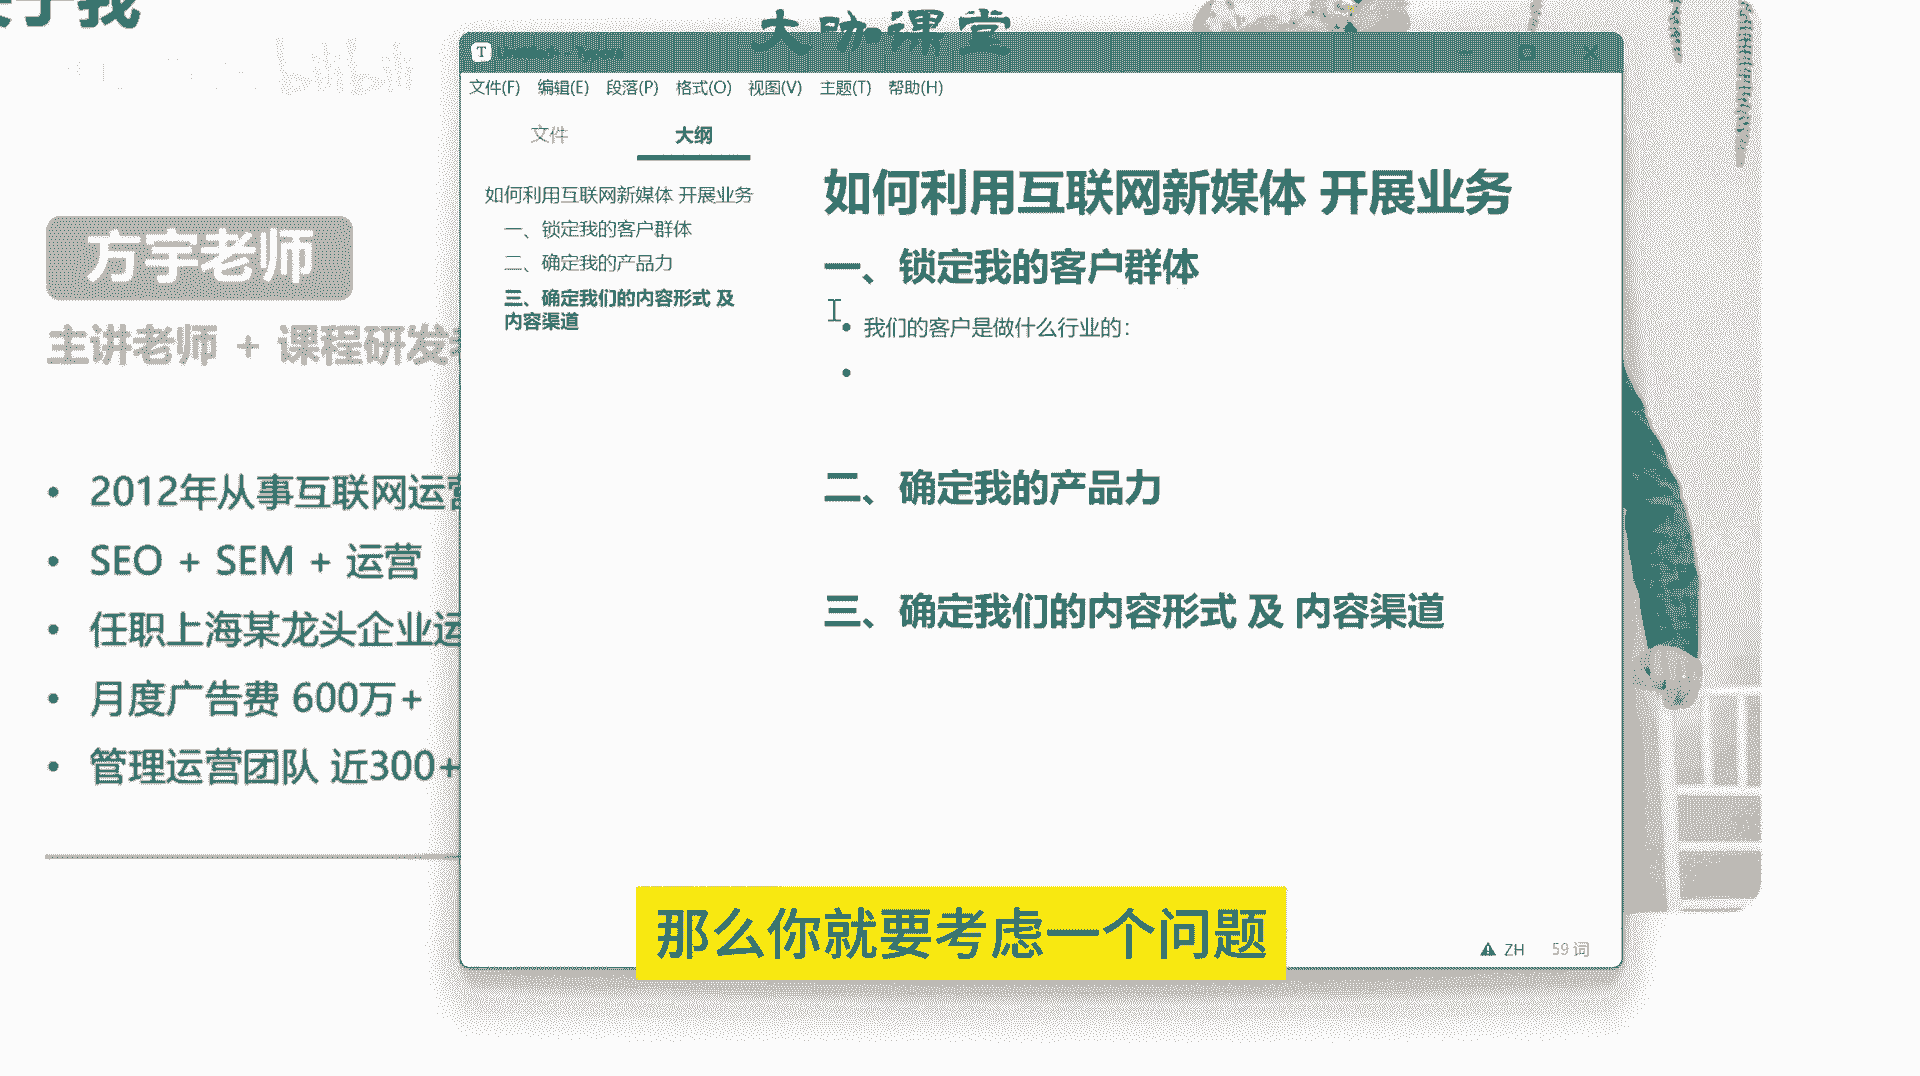 大咖课堂
bilibili
T
文件(F) 编辑(E) 段落(P) 格式(O) 视图(V) 主题(T) 帮助(H)
文件 大纲
如何利用互联网新媒体 开展业务
一、锁定我的客户群体
二、确定我的产品力
三、确定我们的内容形式 及
内容渠道
如何利用互联网新媒体 开展业务
一、锁定我的客户群体
• 我们的客户是做什么行业的：
•
二、确定我的产品力
三、确定我们的内容形式 及 内容渠道
ZH 59 词
方宇老师
主讲老师 + 课程研发
• 2012年从事互联网运营
• SEO + SEM + 运营
• 任职上海某龙头企业运
• 月度广告费 600万+
• 管理运营团队 近300+
那么你就要考虑一个问题